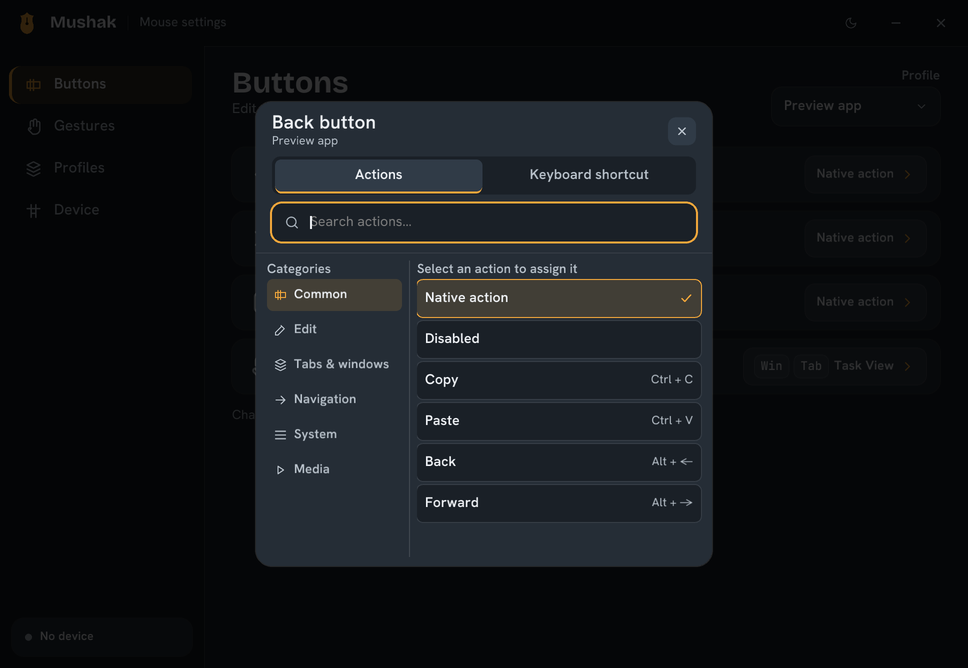 Mushak
Mouse settings
Buttons
Gestures
Profiles
Device
No device
Buttons
Edit
Profile
Preview app
Native action
Native action
Native action
Win Tab Task View
Cha
Back button
Preview app
Actions
Keyboard shortcut
Search actions...
Categories
Common
Edit
Tabs & windows
Navigation
System
Media
Select an action to assign it
Native action
Disabled
Copy Ctrl + C
Paste Ctrl + V
Back Alt + ←
Forward Alt + →